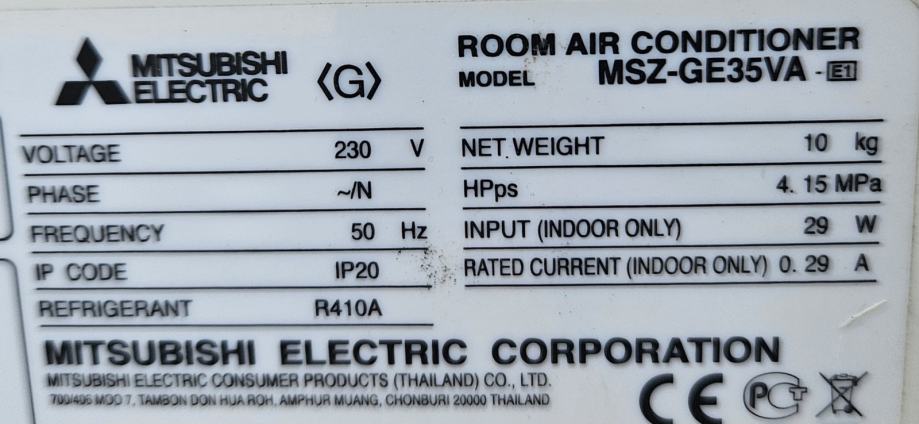 MITSUBISHI
ELECTRIC
⟨G⟩
ROOM AIR CONDITIONER
MODEL MSZ-GE35VA - E1
VOLTAGE 230 V
PHASE ~/N
FREQUENCY 50 Hz
IP CODE IP20
REFRIGERANT R410A
NET. WEIGHT 10 kg
HPps 4. 15 MPa
INPUT (INDOOR ONLY) 29 W
RATED CURRENT (INDOOR ONLY) 0. 29 A
MITSUBISHI ELECTRIC CORPORATION
MITSUBISHI ELECTRIC CONSUMER PRODUCTS (THAILAND) CO., LTD.
700/406 MOO 7, TAMBON DON HUA ROH, AMPHUR MUANG, CHONBURI 20000 THAILAND
CE